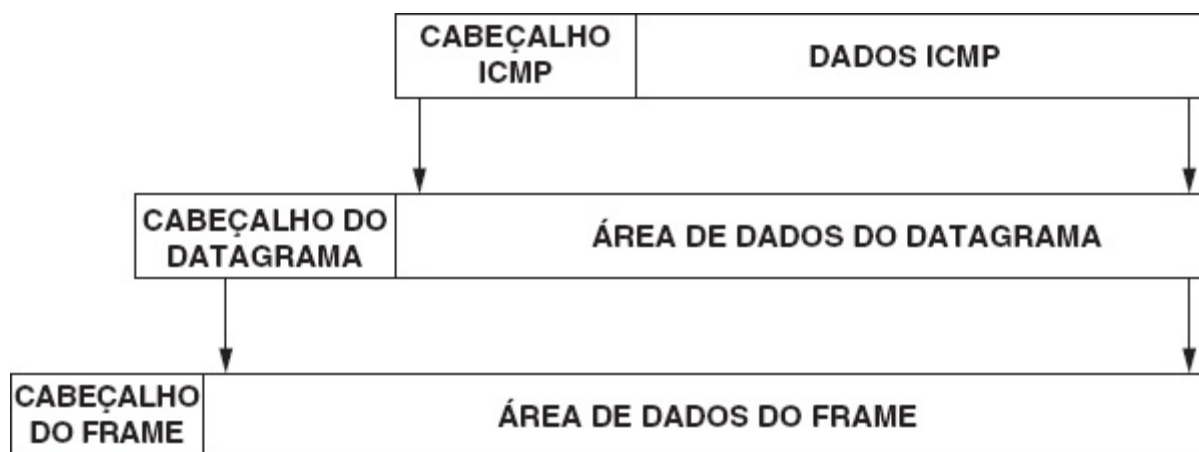 CABEÇALHO
ICMP
DADOS ICMP
CABEÇALHO DO
DATAGRAMA
ÁREA DE DADOS DO DATAGRAMA
CABEÇALHO
DO FRAME
ÁREA DE DADOS DO FRAME